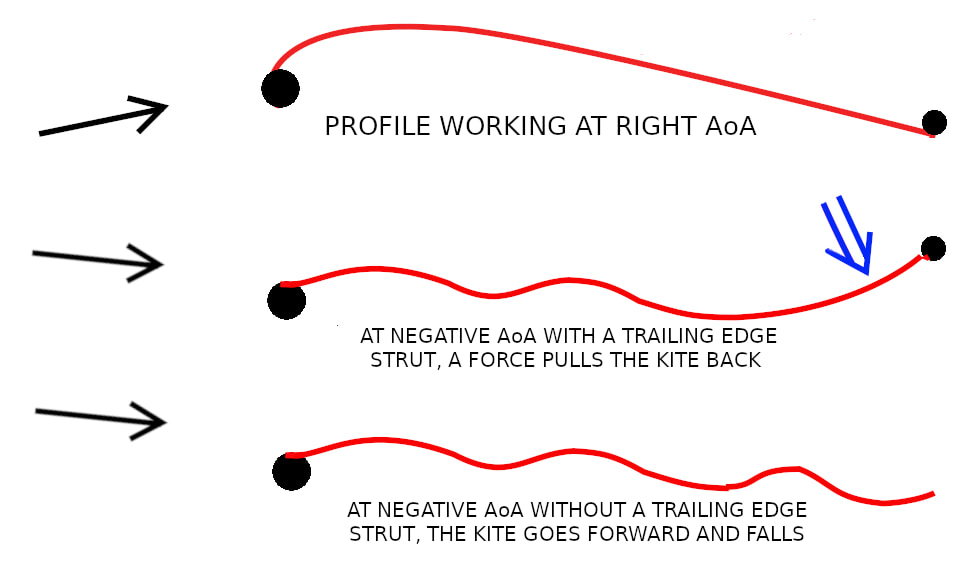 PROFILE WORKING AT RIGHT AoA
AT NEGATIVE AoA WITH A TRAILING EDGE
STRUT, A FORCE PULLS THE KITE BACK
AT NEGATIVE AoA WITHOUT A TRAILING EDGE
STRUT, THE KITE GOES FORWARD AND FALLS